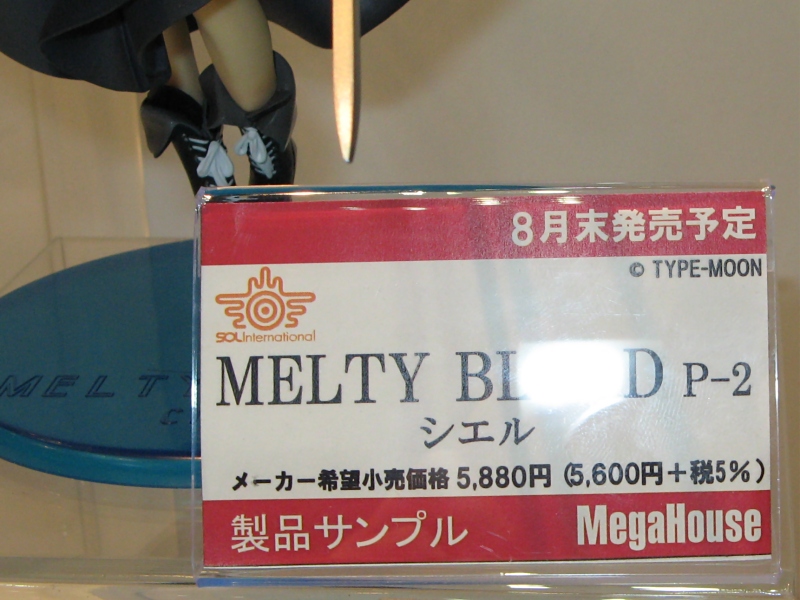 8月末発売予定
© TYPE-MOON
SOL International
MELTY P-2
シエル
メーカー希望小売価格 5,880円 (5,600円+税5%)
製品サンプル
MegaHouse
MELTY